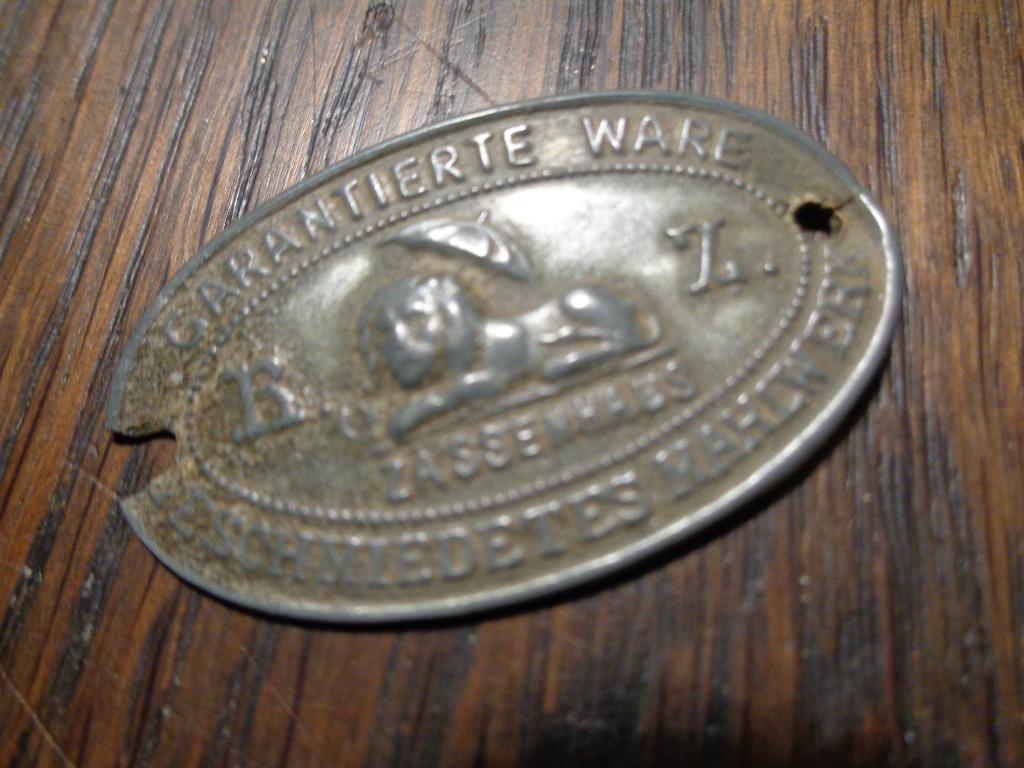 GARANTIERTE WARE
R. Z.
ZASSENHAUS
GESCHMIEDETES MAHLWERK